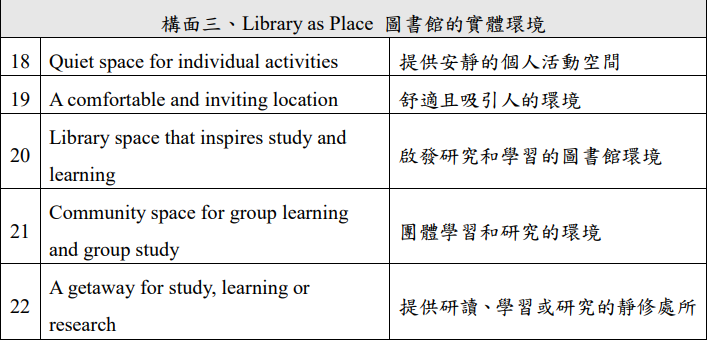 構面三、Library as Place 圖書館的實體環境
18 Quiet space for individual activities 提供安靜的個人活動空間
19 A comfortable and inviting location 舒適且吸引人的環境
20 Library space that inspires study and
learning 啟發研究和學習的圖書館環境
21 Community space for group learning
and group study 團體學習和研究的環境
22 A getaway for study, learning or
research 提供研讀、學習或研究的靜修處所